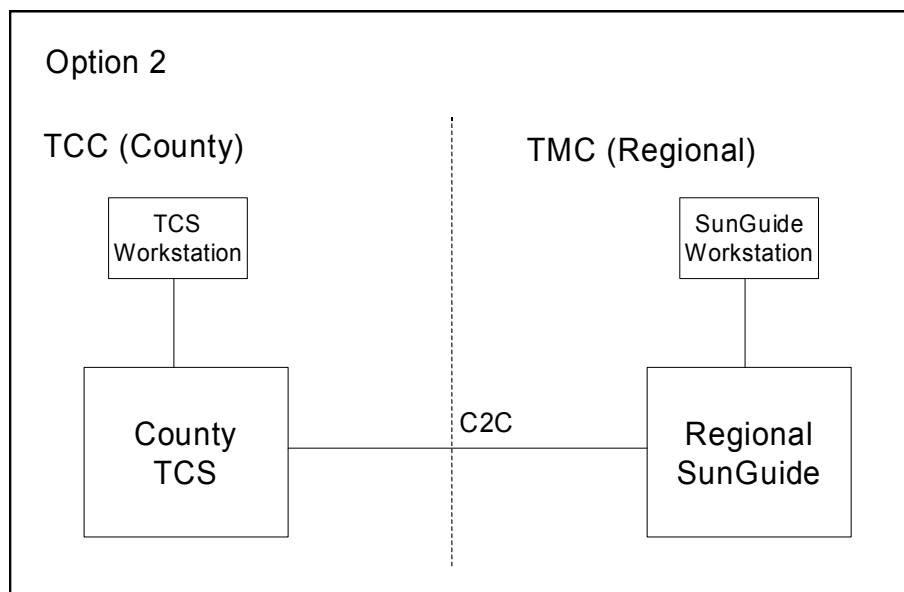 Option 2
TCC (County)
TMC (Regional)
TCS
Workstation
SunGuide
Workstation
County
TCS
C2C
Regional
SunGuide